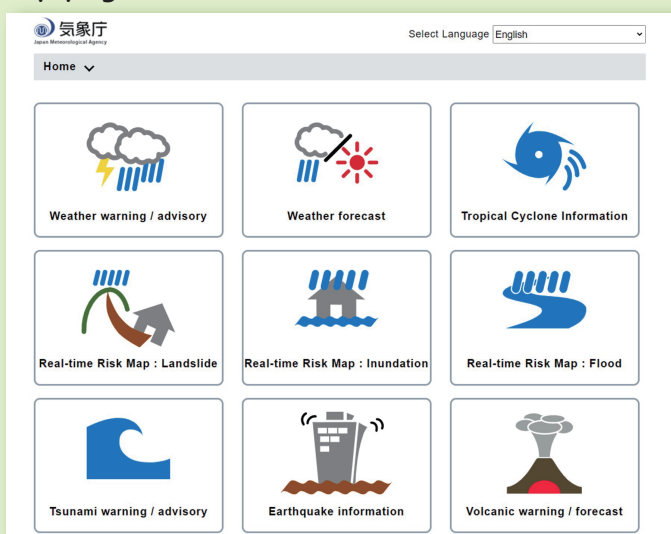 気象庁
Japan Meteorological Agency
Select Language English
Home
Weather warning / advisory
Weather forecast
Tropical Cyclone Information
Real-time Risk Map : Landslide
Real-time Risk Map : Inundation
Real-time Risk Map : Flood
Tsunami warning / advisory
Earthquake information
Volcanic warning / forecast